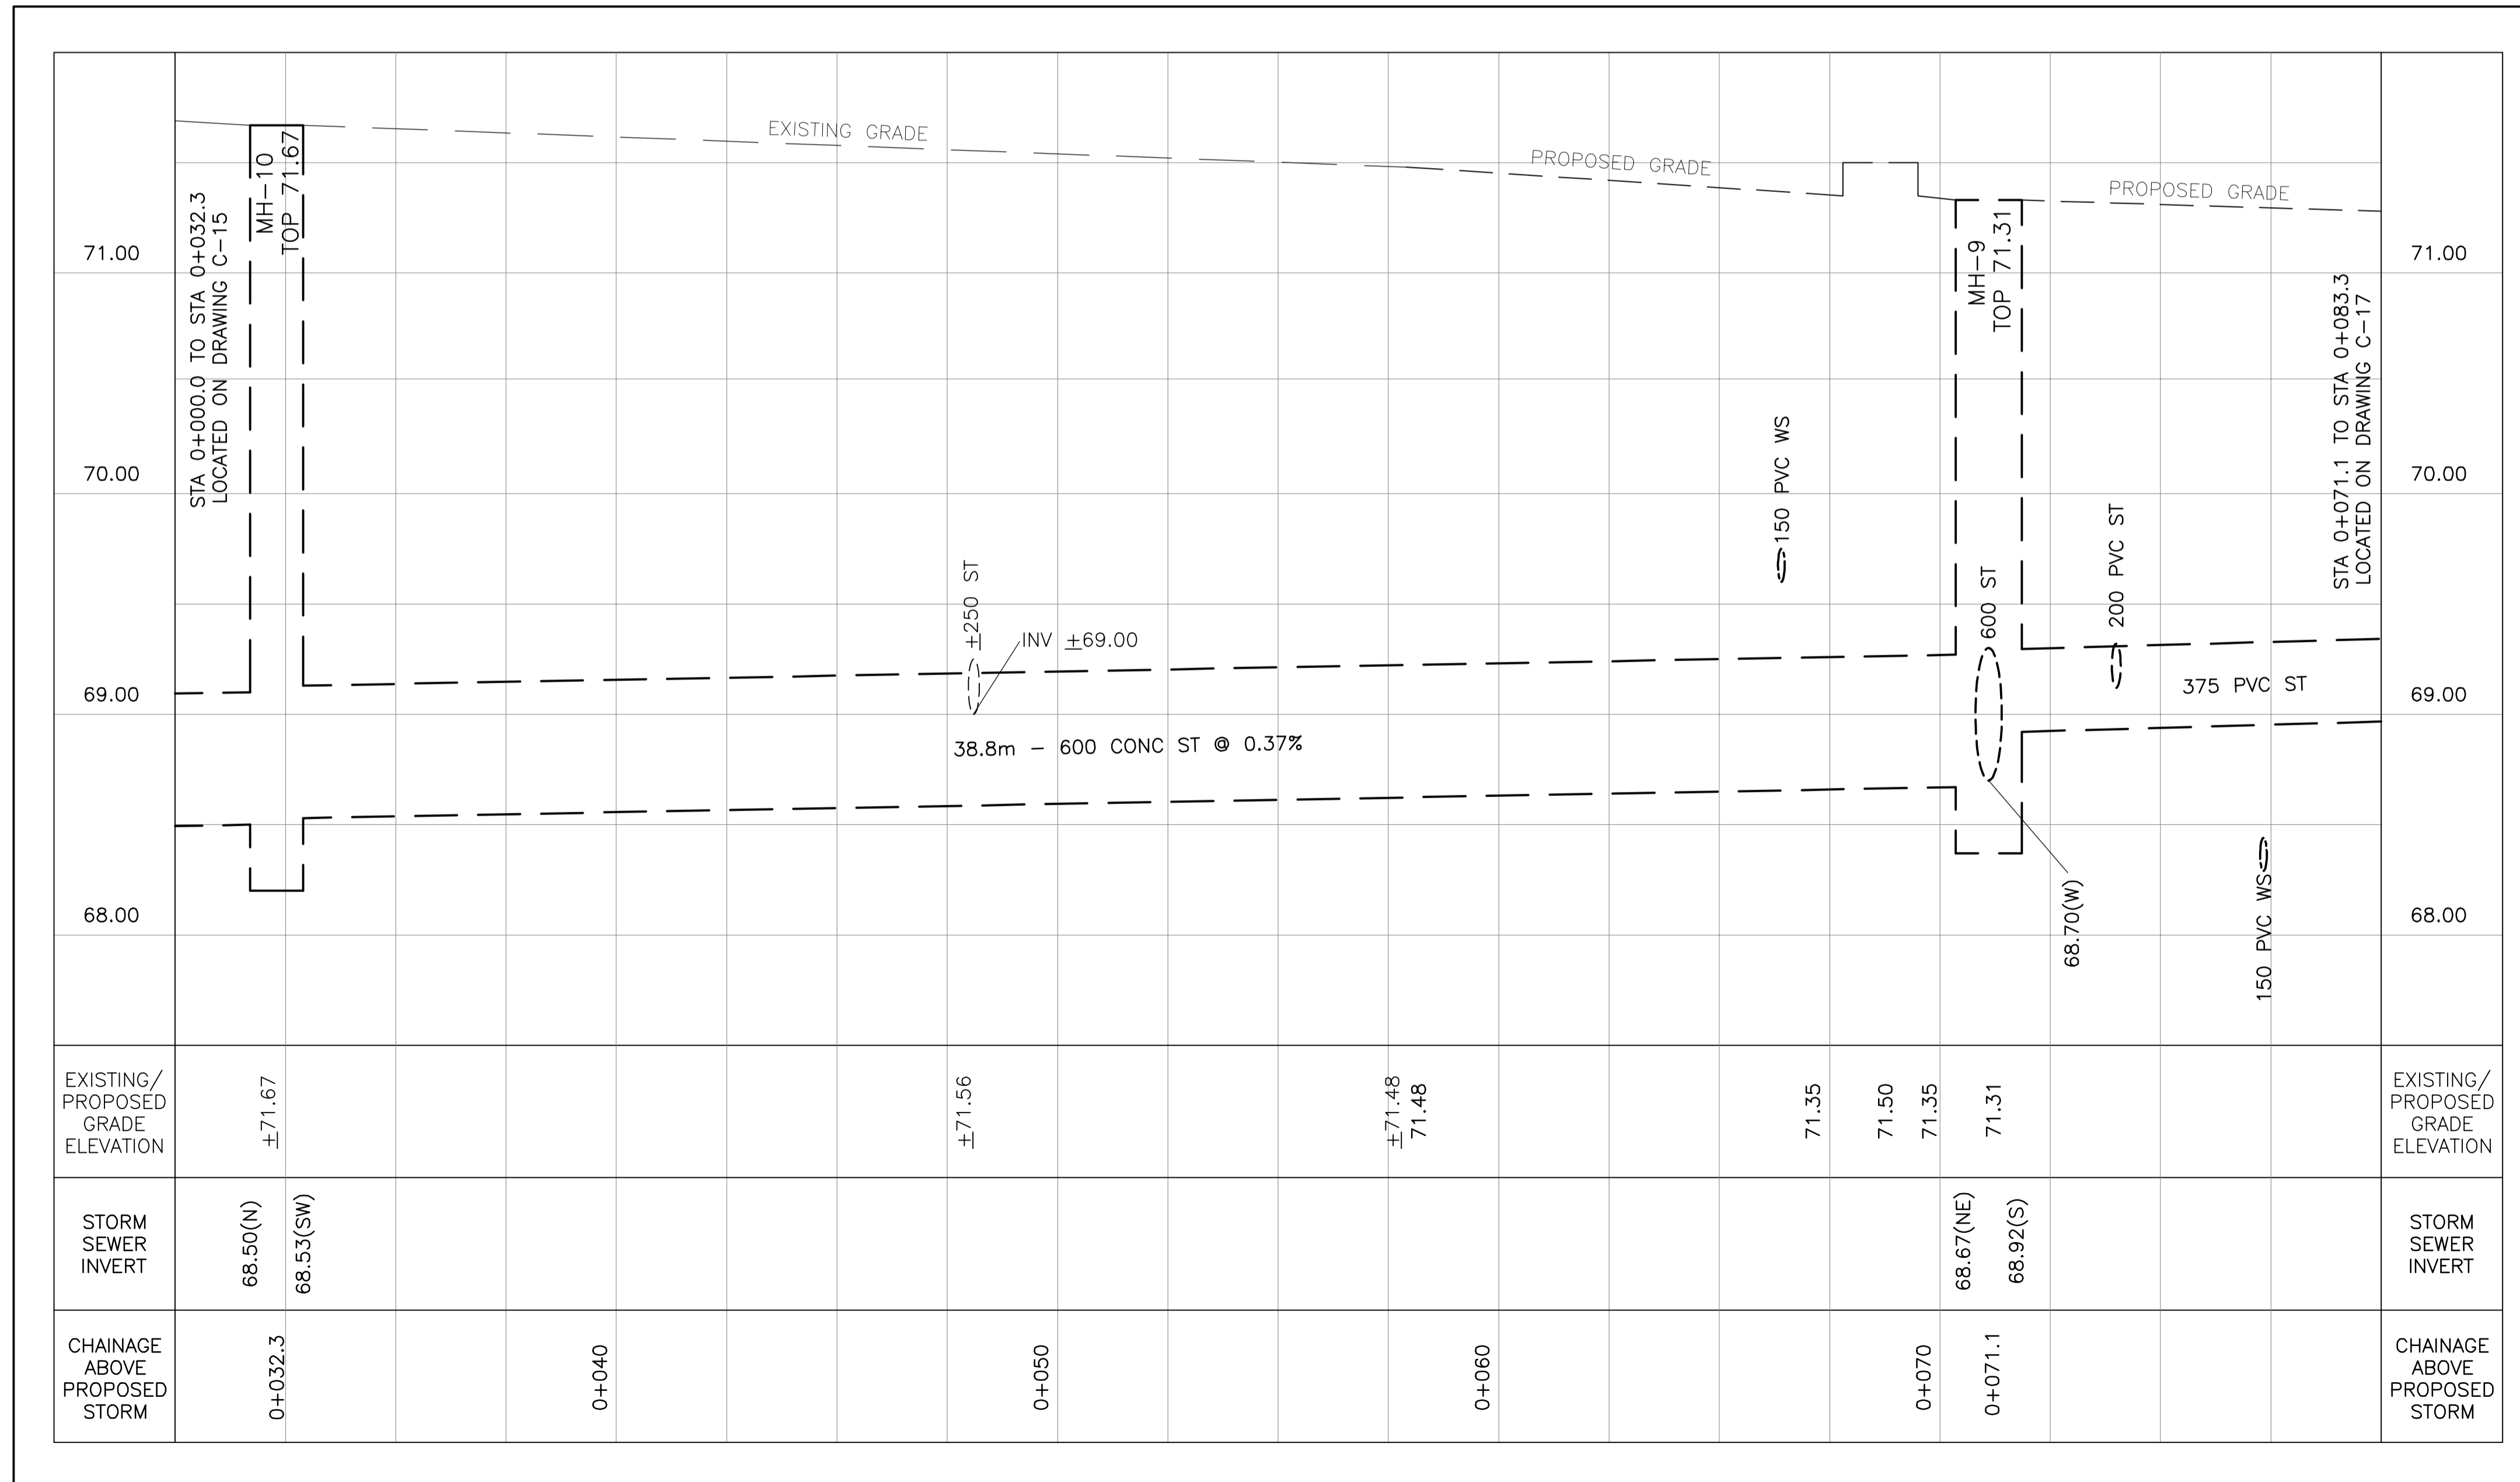 EXISTING GRADE
PROPOSED GRADE
PROPOSED GRADE
MH-10
TOP 71.67
STA 0+000.0 TO STA 0+032.3
LOCATED ON DRAWING C-15
MH-9
TOP 71.31
STA 0+071.1 TO STA 0+083.3
LOCATED ON DRAWING C-17
71.00
71.00
70.00
70.00
150 PVC WS
±250 ST
INV ±69.00
600 ST
200 PVC ST
69.00
375 PVC ST
69.00
38.8m - 600 CONC ST @ 0.37%
68.00
68.70(W)
150 PVC WS
68.00
EXISTING/
PROPOSED
GRADE
ELEVATION
±71.67
±71.56
±71.48
71.48
71.35
71.50
71.35
71.31
EXISTING/
PROPOSED
GRADE
ELEVATION
STORM
SEWER
INVERT
68.50(N)
68.53(SW)
68.67(NE)
68.92(S)
STORM
SEWER
INVERT
CHAINAGE
ABOVE
PROPOSED
STORM
0+032.3
0+040
0+050
0+060
0+070
0+071.1
CHAINAGE
ABOVE
PROPOSED
STORM